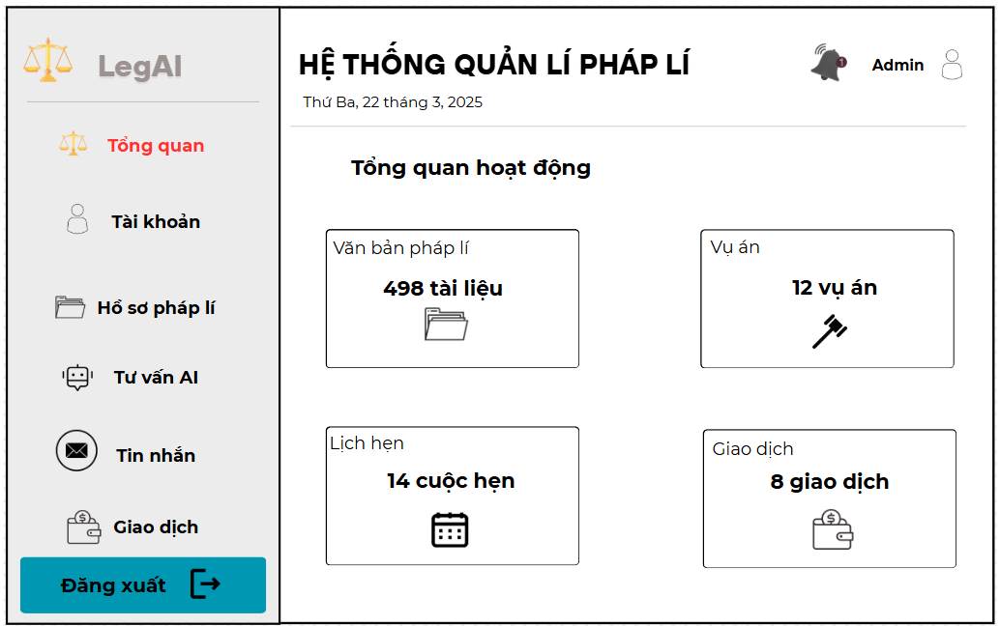 LegAI
Tổng quan
Tài khoản
Hồ sơ pháp lí
Tư vấn AI
Tin nhắn
Giao dịch
Đăng xuất
HỆ THỐNG QUẢN LÍ PHÁP LÍ
Thứ Ba, 22 tháng 3, 2025
1
Admin
Tổng quan hoạt động
Văn bản pháp lí
498 tài liệu
Vụ án
12 vụ án
Lịch hẹn
14 cuộc hẹn
Giao dịch
8 giao dịch